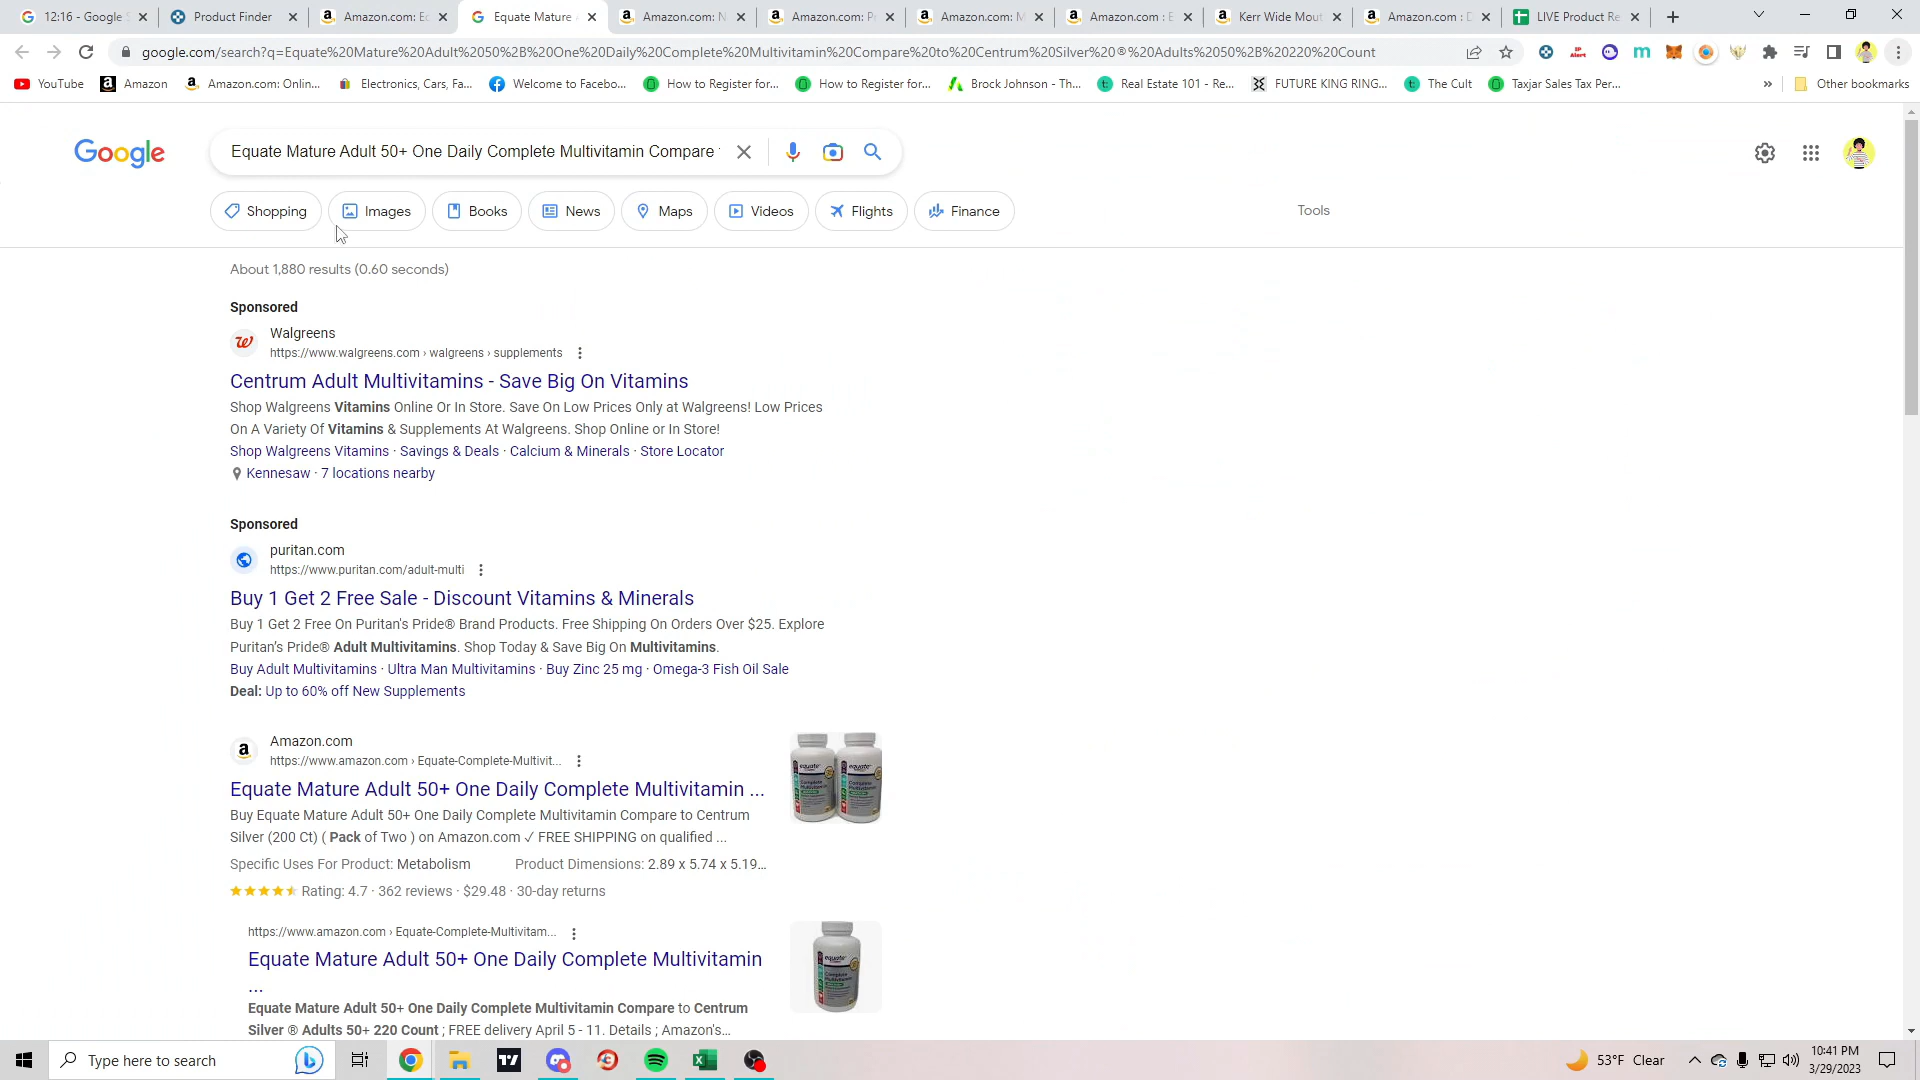 12:16 - Google S
Product Finder
Amazon.com: Ec
Equate Mature A
Amazon.com: N
Amazon.com: P
Amazon.com: M
Amazon.com : E
Kerr Wide Mout
Amazon.com : D
LIVE Product Re
google.com/search?q=Equate%20Mature%20Adult%2050%2B%20One%20Daily%20Complete%20Multivitamin%20Compare%20to%20Centrum%20Silver%20®%20Adults%2050%2B%20220%20Count
YouTube
Amazon
Amazon.com: Onlin...
Electronics, Cars, Fa...
Welcome to Facebo...
How to Register for...
How to Register for...
Brock Johnson - Th...
Real Estate 101 - Re...
FUTURE KING RING...
The Cult
Taxjar Sales Tax Per...
»
Other bookmarks
Google
Equate Mature Adult 50+ One Daily Complete Multivitamin Compare
Shopping
Images
Books
News
Maps
Videos
Flights
Finance
Tools
About 1,880 results (0.60 seconds)
Sponsored
Walgreens
https://www.walgreens.com › walgreens › supplements
Centrum Adult Multivitamins - Save Big On Vitamins
Shop Walgreens Vitamins Online Or In Store. Save On Low Prices Only at Walgreens! Low Prices
On A Variety Of Vitamins & Supplements At Walgreens. Shop Online or In Store!
Shop Walgreens Vitamins · Savings & Deals · Calcium & Minerals · Store Locator
Kennesaw · 7 locations nearby
Sponsored
puritan.com
https://www.puritan.com/adult-multi
Buy 1 Get 2 Free Sale - Discount Vitamins & Minerals
Buy 1 Get 2 Free On Puritan's Pride® Brand Products. Free Shipping On Orders Over $25. Explore
Puritan's Pride® Adult Multivitamins. Shop Today & Save Big On Multivitamins.
Buy Adult Multivitamins · Ultra Man Multivitamins · Buy Zinc 25 mg · Omega-3 Fish Oil Sale
Deal: Up to 60% off New Supplements
Amazon.com
https://www.amazon.com › Equate-Complete-Multivit...
Equate Mature Adult 50+ One Daily Complete Multivitamin ...
Buy Equate Mature Adult 50+ One Daily Complete Multivitamin Compare to Centrum
Silver (200 Ct) ( Pack of Two ) on Amazon.com ✓ FREE SHIPPING on qualified ...
Specific Uses For Product: Metabolism Product Dimensions: 2.89 x 5.74 x 5.19...
Rating: 4.7 · 362 reviews · $29.48 · 30-day returns
https://www.amazon.com › Equate-Complete-Multivitam...
Equate Mature Adult 50+ One Daily Complete Multivitamin
...
Equate Mature Adult 50+ One Daily Complete Multivitamin Compare to Centrum
Silver ® Adults 50+ 220 Count ; FREE delivery April 5 - 11. Details ; Amazon's...
Type here to search
53°F Clear
10:41 PM
3/29/2023